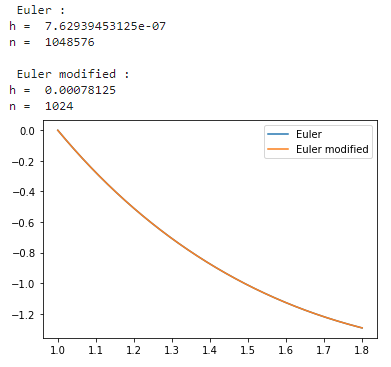 Euler :
h =  7.62939453125e-07
n =  1048576
Euler modified :
h =  0.00078125
n =  1024
Euler
Euler modified
0.0
−0.2
−0.4
−0.6
−0.8
−1.0
−1.2
1.0 1.1 1.2 1.3 1.4 1.5 1.6 1.7 1.8